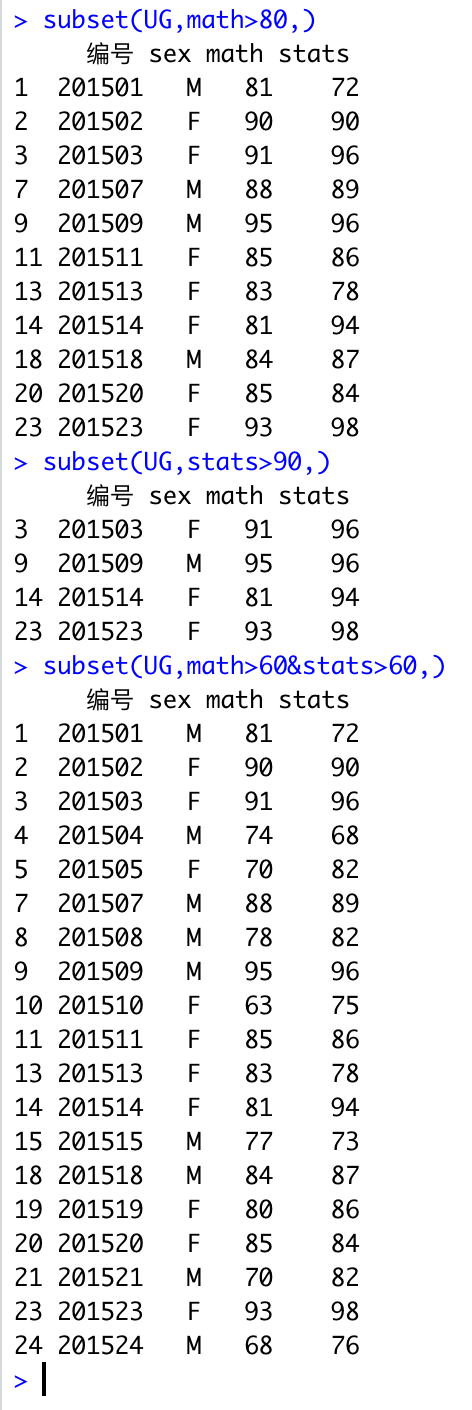 > subset(UG,math>80,)
     编号 sex math stats
1  201501   M   81    72
2  201502   F   90    90
3  201503   F   91    96
7  201507   M   88    89
9  201509   M   95    96
11 201511   F   85    86
13 201513   F   83    78
14 201514   F   81    94
18 201518   M   84    87
20 201520   F   85    84
23 201523   F   93    98
> subset(UG,stats>90,)
     编号 sex math stats
3  201503   F   91    96
9  201509   M   95    96
14 201514   F   81    94
23 201523   F   93    98
> subset(UG,math>60&stats>60,)
     编号 sex math stats
1  201501   M   81    72
2  201502   F   90    90
3  201503   F   91    96
4  201504   M   74    68
5  201505   F   70    82
7  201507   M   88    89
8  201508   M   78    82
9  201509   M   95    96
10 201510   F   63    75
11 201511   F   85    86
13 201513   F   83    78
14 201514   F   81    94
15 201515   M   77    73
18 201518   M   84    87
19 201519   F   80    86
20 201520   F   85    84
21 201521   M   70    82
23 201523   F   93    98
24 201524   M   68    76
>